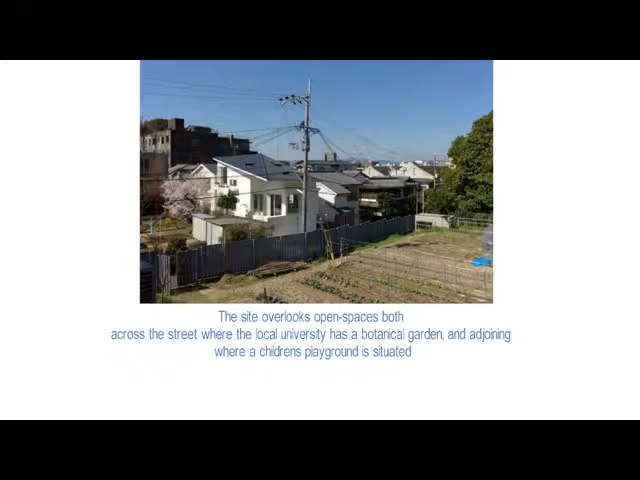 The site overlooks open-spaces both
across the street where the local university has a botanical garden, and adjoining
where a chidrens playground is situated